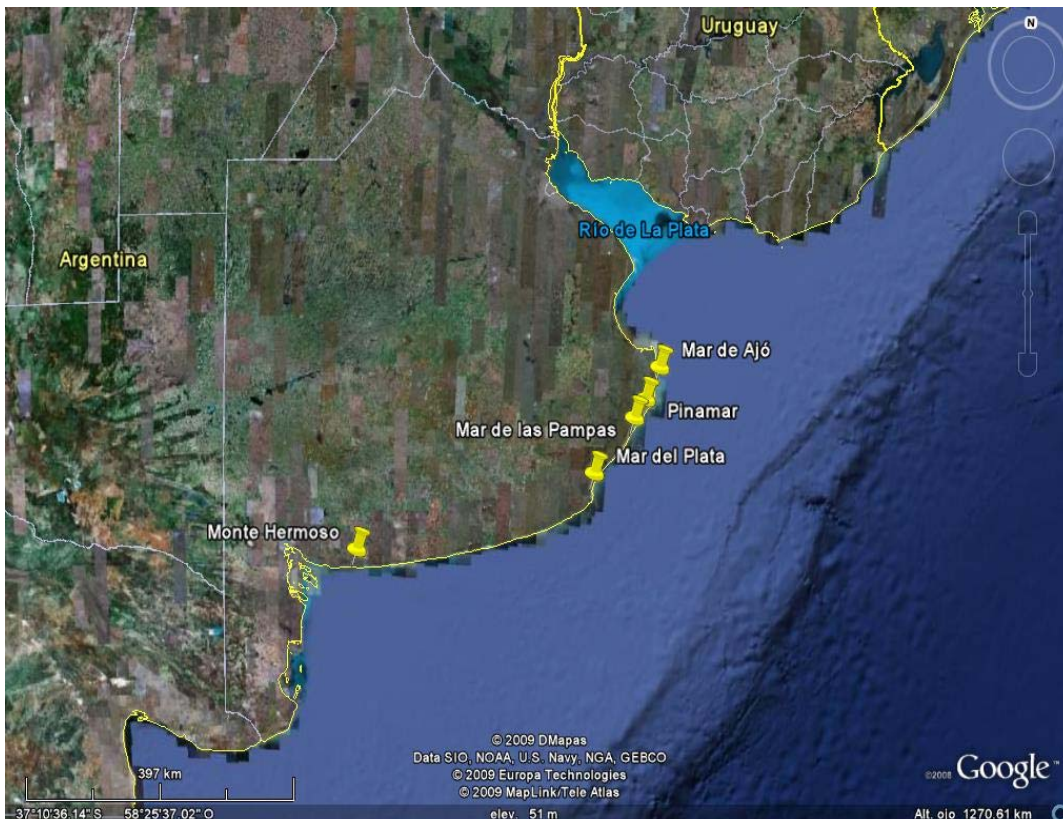 Uruguay
N
Río de La Plata
Argentina
Mar de Ajó
Pinamar
Mar de las Pampas
Mar del Plata
Monte Hermoso
© 2009 DMapas
Data SIO, NOAA, U.S. Navy, NGA, GEBCO
© 2009 Europa Technologies
© 2009 MapLink/Tele Atlas
©2008 Google™
397 km
37°10'36.14" S 58°25'37.02" O elev. 51 m Alt. ojo 1270.61 km